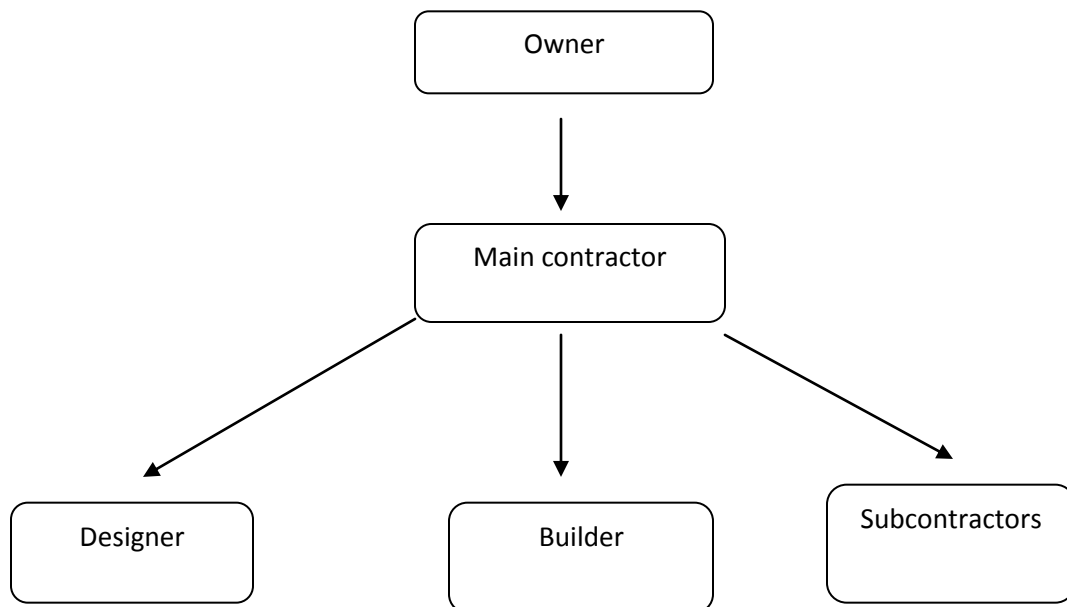 Owner
Main contractor
Designer
Builder
Subcontractors